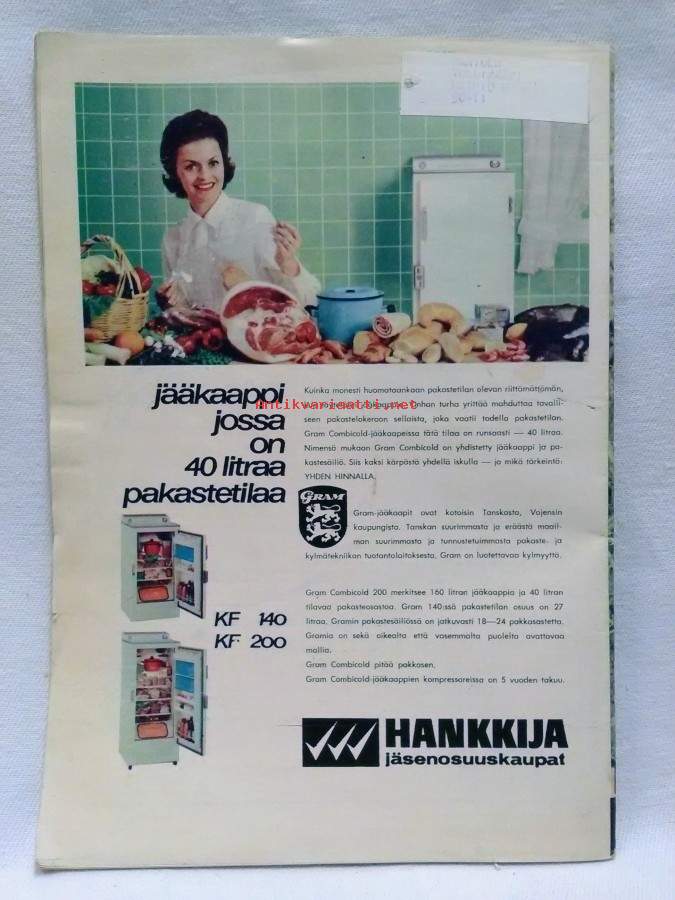 jääkaappi
jossa
on
40 litraa
pakastetilaa
Kuinka monesti huomataankaan pakastetilan olevan riittämättömän,
onhan turha yrittää mahduttaa tavalli-
seen pakastelokeroon sellaista, joka vaatii todella pakastetilan.
Gram Combicold-jääkaapeissa tätä tilaa on runsaasti — 40 litraa.
Nimensä mukaan Gram Combicold on yhdistetty jääkaappi ja pa-
kastesäiliö. Siis kaksi kärpästä yhdellä iskulla — ja mikä tärkeintä:
YHDEN HINNALLA.
antikvariaatti.net
GRAM
Gram-jääkaapit ovat kotoisin Tanskasta, Vojensin
kaupungista. Tanskan suurimmasta ja eräästä maail-
man suurimmasta ja tunnustetuimmasta pakaste- ja
kylmätekniikan tuotantolaitoksesta. Gram on luotettavaa kylmyyttä.
Gram Combicold 200 merkitsee 160 litran jääkaappia ja 40 litran
tilavaa pakasteosastoa. Gram 140:ssä pakastetilan osuus on 27
litraa. Gramin pakastesäiliössä on jatkuvasti 18—24 pakkasastetta.
Gramia on sekä oikealta että vasemmalta puolelta avattavaa
mallia.
Gram Combicold pitää pakkasen.
Gram Combicold-jääkaappien kompressoreissa on 5 vuoden takuu.
KF 140
KF 200
HANKKIJA
jäsenosuuskaupat